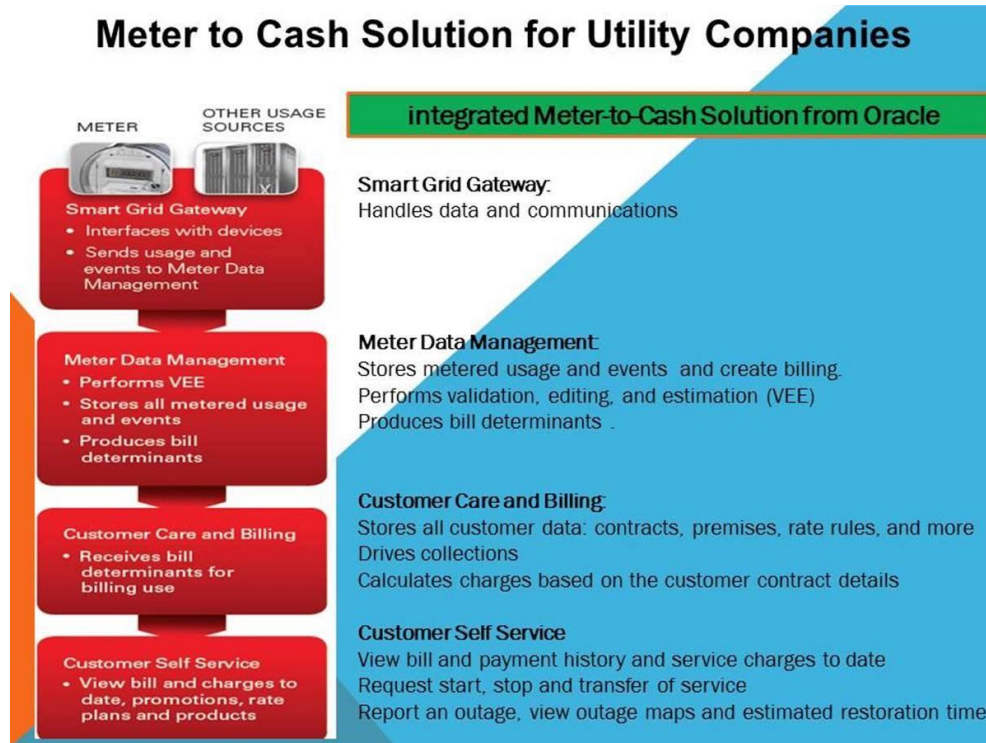 Meter to Cash Solution for Utility Companies
METER
OTHER USAGE
SOURCES
Smart Grid Gateway
• Interfaces with devices
• Sends usage and
events to Meter Data
Management
Meter Data Management
• Performs VEE
• Stores all metered usage
and events
• Produces bill
determinants
Customer Care and Billing
• Receives bill
determinants for
billing use
Customer Self Service
• View bill and charges to
date, promotions, rate
plans and products
integrated Meter-to-Cash Solution from Oracle
Smart Grid Gateway:
Handles data and communications
Meter Data Management:
Stores metered usage and events and create billing.
Performs validation, editing, and estimation (VEE)
Produces bill determinants .
Customer Care and Billing:
Stores all customer data: contracts, premises, rate rules, and more
Drives collections
Calculates charges based on the customer contract details
Customer Self Service
View bill and payment history and service charges to date
Request start, stop and transfer of service
Report an outage, view outage maps and estimated restoration time